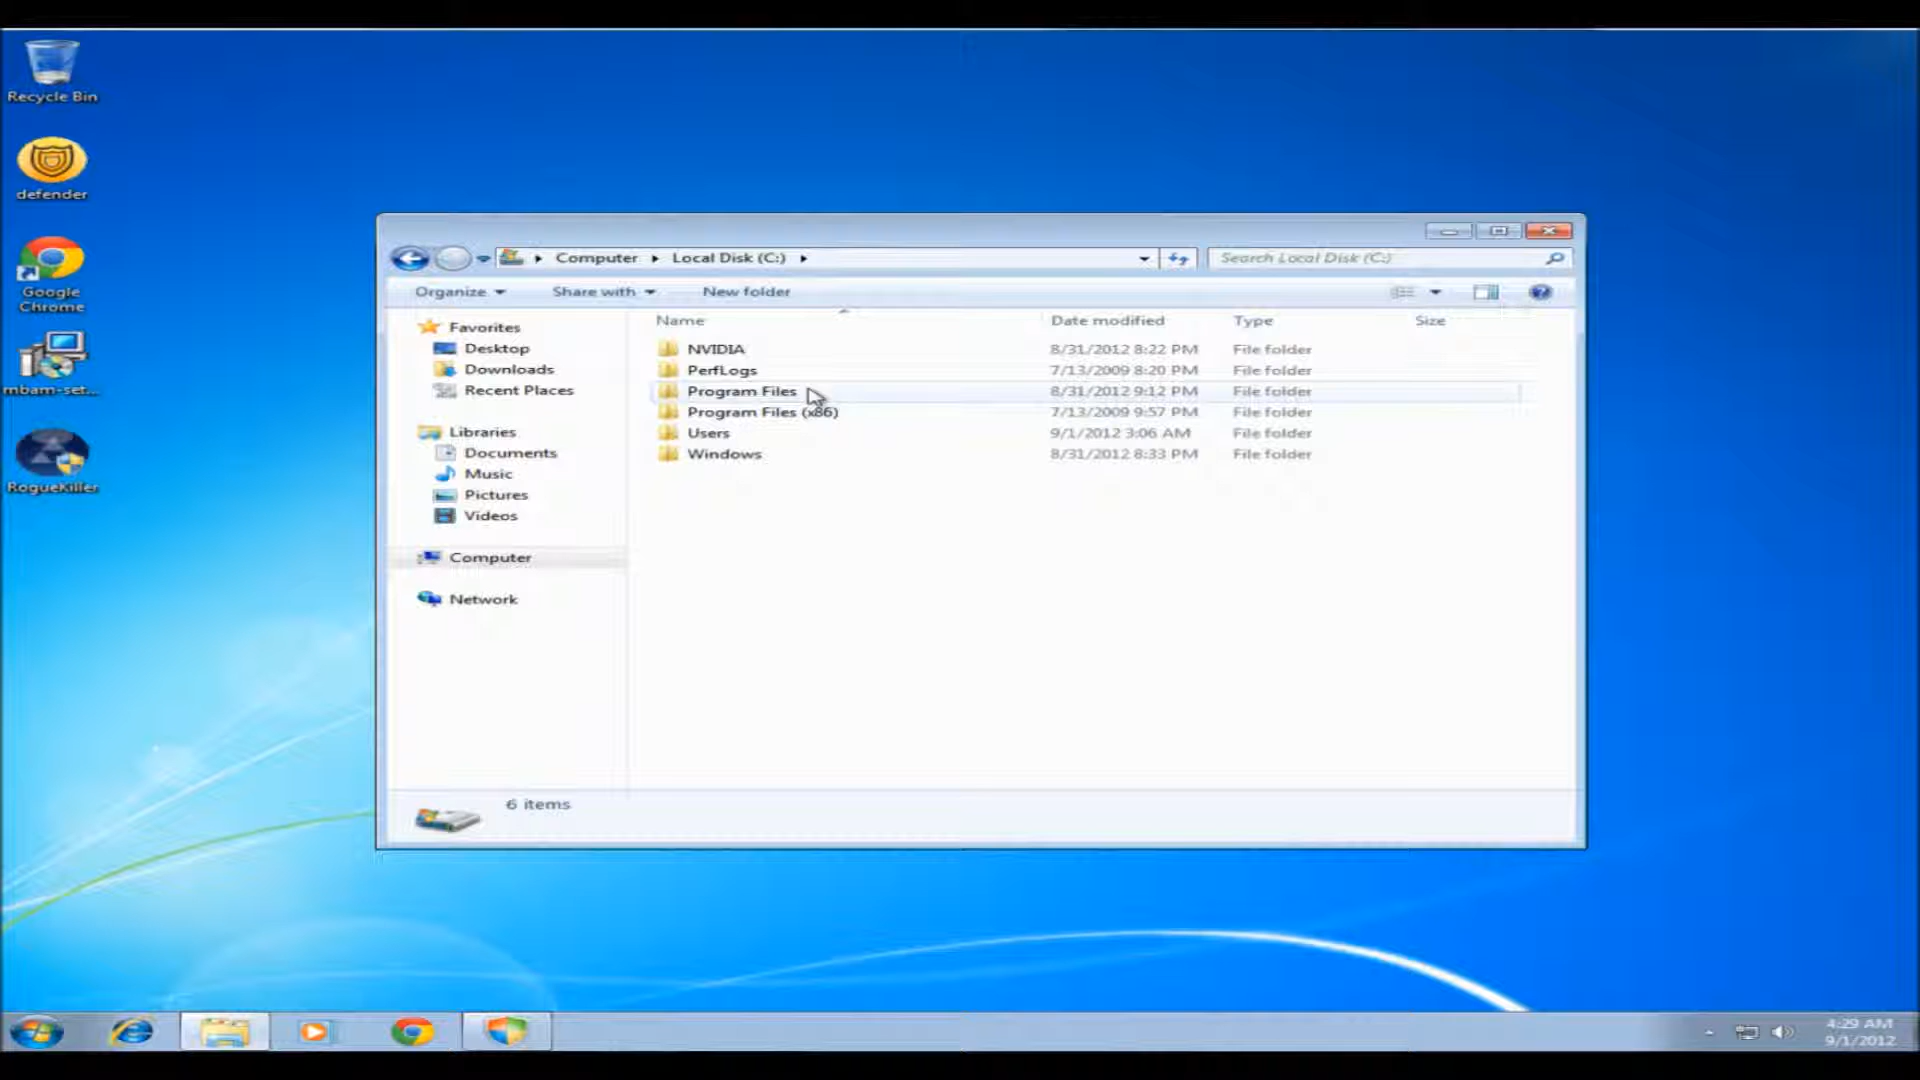 Recycle Bin
defender
Google
Chrome
mbam-set...
RogueKiller
Computer
Local Disk (C:)
Search Local Disk (C:)
Organize
Share with
New folder
Name
Date modified
Type
Size
Favorites
Desktop
Downloads
Recent Places
Libraries
Documents
Music
Pictures
Videos
Computer
Network
NVIDIA 8/31/2012 8:22 PM File folder
PerfLogs 7/13/2009 8:20 PM File folder
Program Files 8/31/2012 9:12 PM File folder
Program Files (x86) 7/13/2009 9:57 PM File folder
Users 9/1/2012 3:06 AM File folder
Windows 8/31/2012 8:33 PM File folder
6 items
4:29 AM
9/1/2012